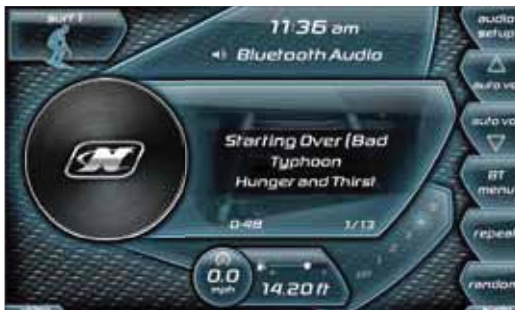 surf 1
11:36 am
Bluetooth Audio
audio
setup
auto vo
auto vo
BT
menu
repeat
random
Starting Over (Bad
Typhoon
Hunger and Thirst
0:48 1/13
0.0
mph
14.20 ft